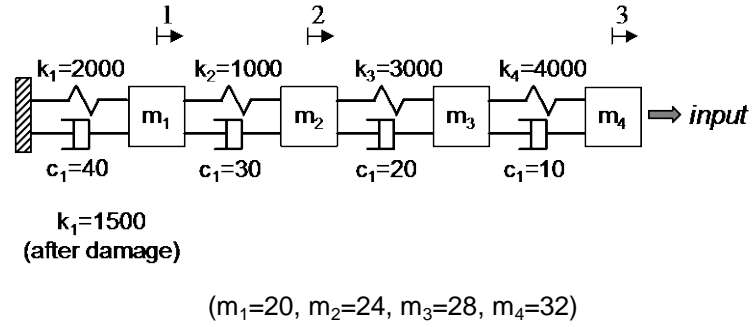 1 2 3
k₁=2000 k₂=1000 k₃=3000 k₄=4000
m₁ m₂ m₃ m₄ input
c₁=40 c₁=30 c₁=20 c₁=10
k₁=1500
(after damage)
(m₁=20, m₂=24, m₃=28, m₄=32)